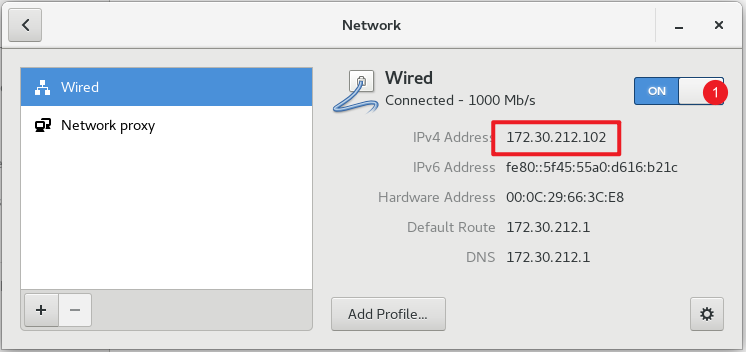 Network
Wired
Network proxy
Wired
Connected - 1000 Mb/s
ON
1
IPv4 Address 172.30.212.102
IPv6 Address fe80::5f45:55a0:d616:b21c
Hardware Address 00:0C:29:66:3C:E8
Default Route 172.30.212.1
DNS 172.30.212.1
Add Profile...